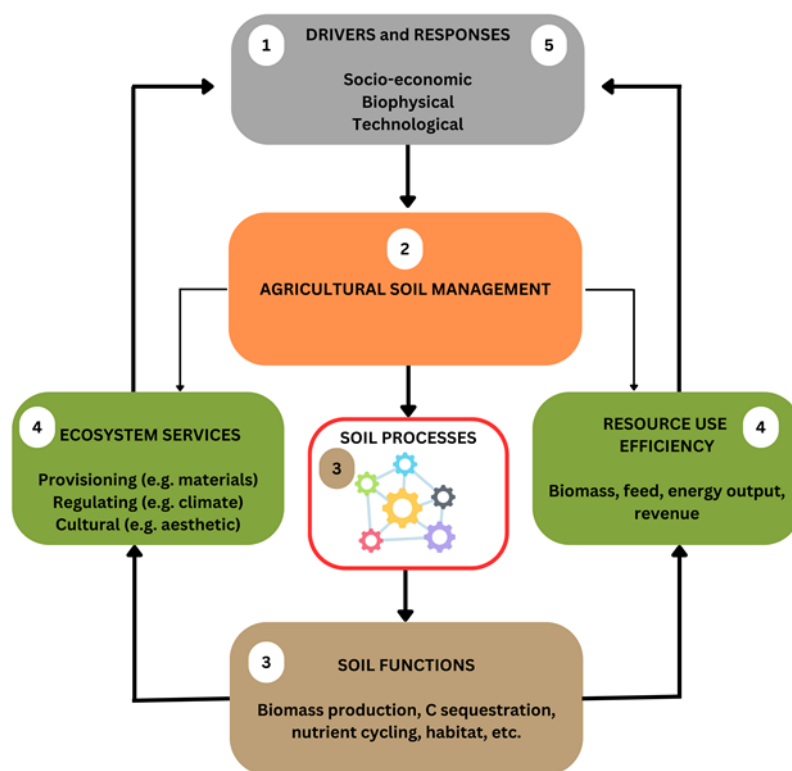 1
DRIVERS and RESPONSES
5
Socio-economic
Biophysical
Technological
2
AGRICULTURAL SOIL MANAGEMENT
4
ECOSYSTEM SERVICES
Provisioning (e.g. materials)
Regulating (e.g. climate)
Cultural (e.g. aesthetic)
SOIL PROCESSES
3
RESOURCE USE
EFFICIENCY
4
Biomass, feed, energy output,
revenue
3
SOIL FUNCTIONS
Biomass production, C sequestration,
nutrient cycling, habitat, etc.